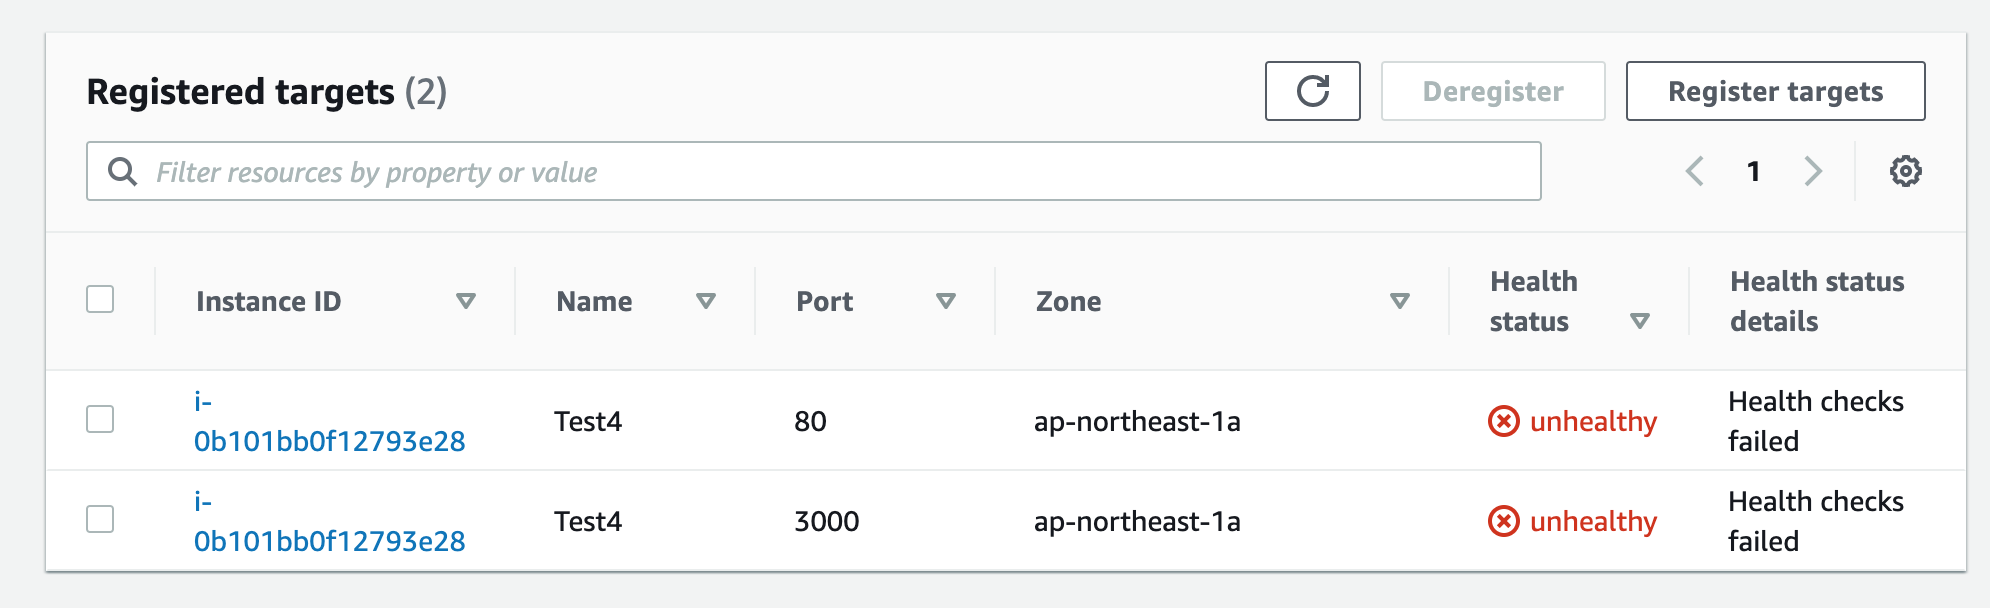 Registered targets (2)
Deregister
Register targets
Filter resources by property or value
1
Instance ID
Name
Port
Zone
Health
status
Health status
details
i-
0b101bb0f12793e28
Test4
80
ap-northeast-1a
unhealthy
Health checks
failed
i-
0b101bb0f12793e28
Test4
3000
ap-northeast-1a
unhealthy
Health checks
failed